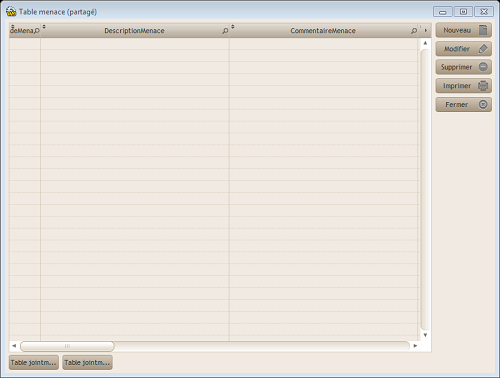 Table menace (partagé)
deMena
DescriptionMenace
CommentaireMenace
Nouveau
Modifier
Supprimer
Imprimer
Fermer
Table jointm... Table jointm...